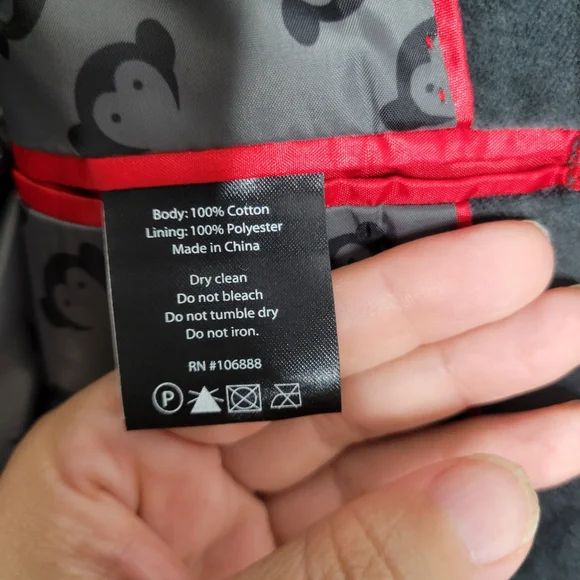 Body: 100% Cotton
Lining: 100% Polyester
Made in China
Dry clean
Do not bleach
Do not tumble dry
Do not iron.
RN #106888
P